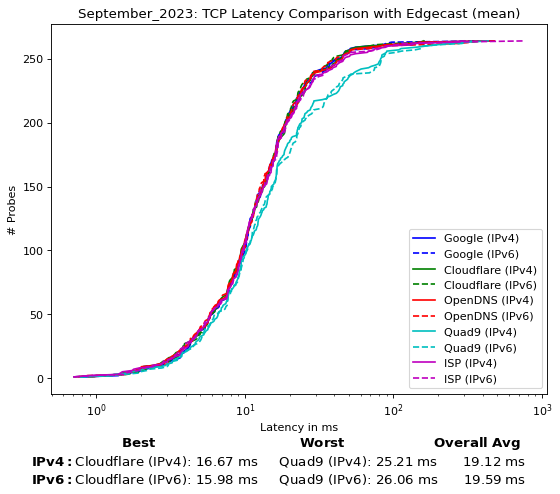 September_2023: TCP Latency Comparison with Edgecast (mean)
# Probes
250
200
150
100
50
0
10⁰
10¹
10²
10³
Latency in ms
Google (IPv4)
Google (IPv6)
Cloudflare (IPv4)
Cloudflare (IPv6)
OpenDNS (IPv4)
OpenDNS (IPv6)
Quad9 (IPv4)
Quad9 (IPv6)
ISP (IPv4)
ISP (IPv6)
Best Worst Overall Avg
IPv4: Cloudflare (IPv4): 16.67 ms Quad9 (IPv4): 25.21 ms 19.12 ms
IPv6: Cloudflare (IPv6): 15.98 ms Quad9 (IPv6): 26.06 ms 19.59 ms